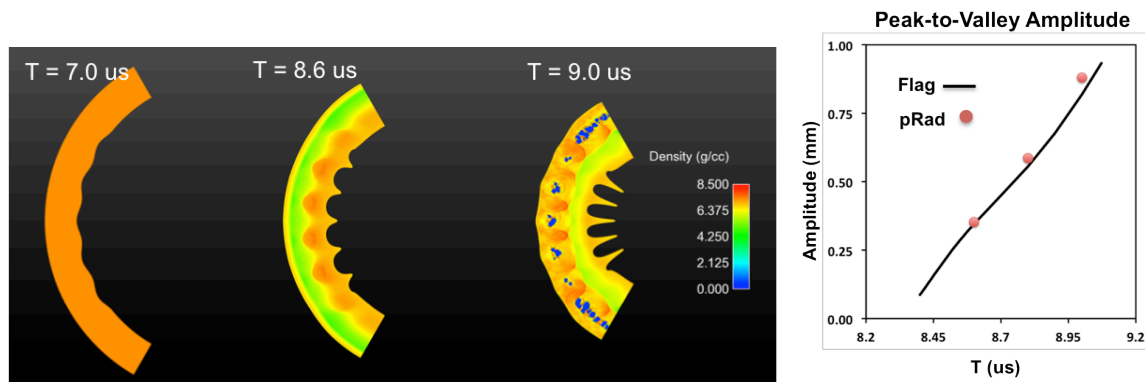 T = 7.0 us
T = 8.6 us
T = 9.0 us
Density (g/cc)
8.500
6.375
4.250
2.125
0.000
Peak-to-Valley Amplitude
Amplitude (mm)
1.00
0.75
0.50
0.25
0.00
Flag
pRad
8.2
8.45
8.7
8.95
9.2
T (us)